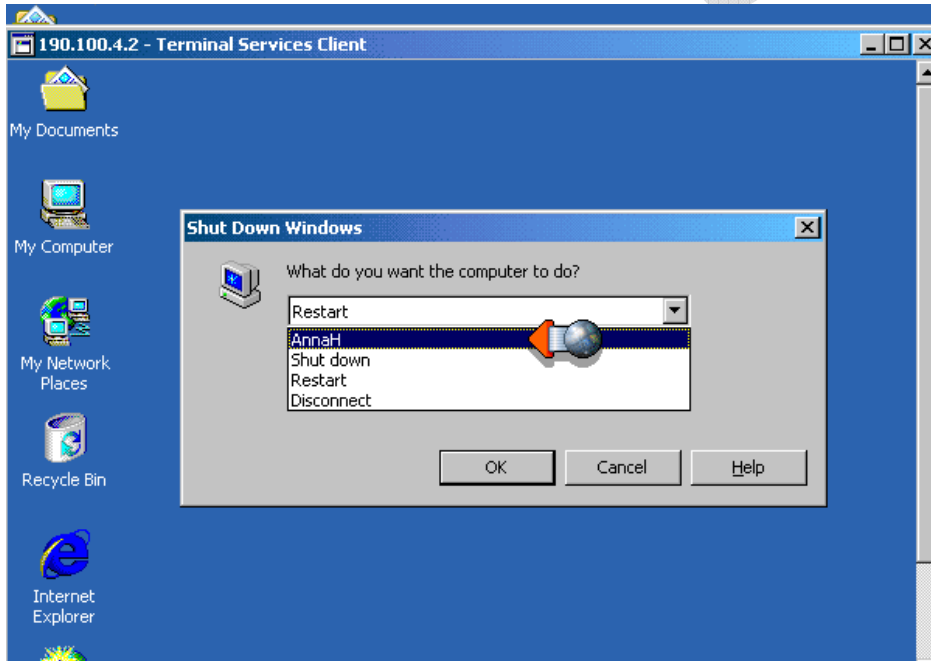 190.100.4.2 - Terminal Services Client
My Documents
My Computer
My Network
Places
Recycle Bin
Internet
Explorer
Shut Down Windows
What do you want the computer to do?
Restart
AnnaH
Shut down
Restart
Disconnect
OK
Cancel
Help